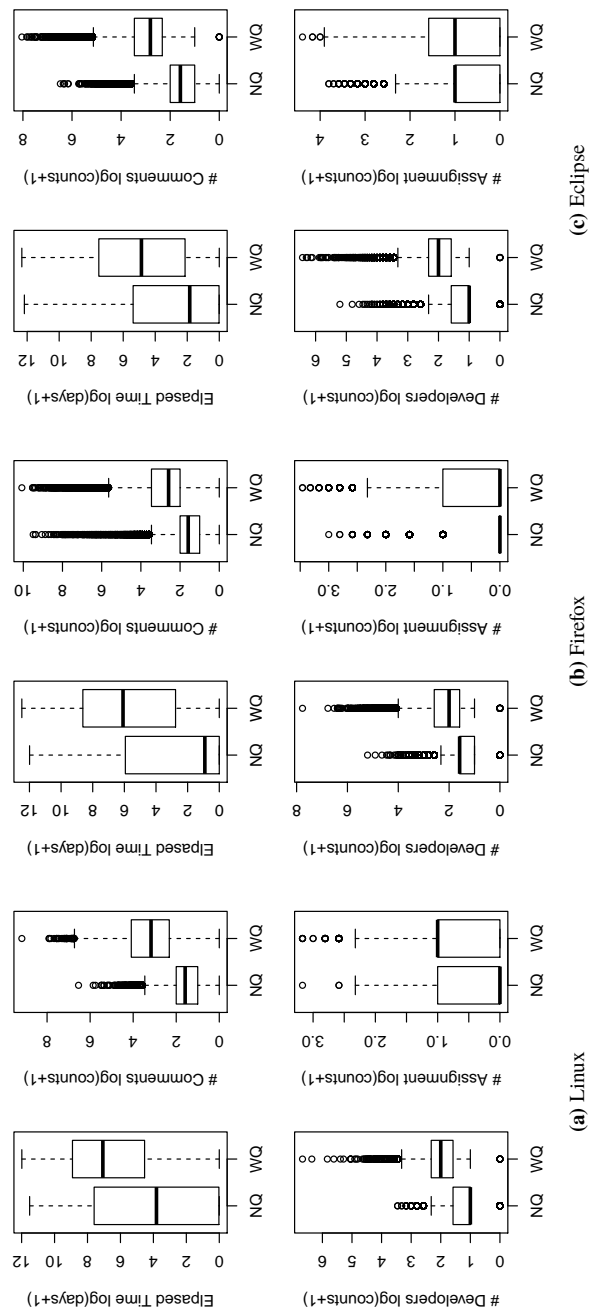 Elpased Time log(days+1)
0 2 4 6 8 10 12
NQ WQ
# Comments log(counts+1)
0 2 4 6 8
NQ WQ
# Developers log(counts+1)
0 1 2 3 4 5 6
NQ WQ
# Assignment log(counts+1)
0.0 1.0 2.0 3.0
NQ WQ
(a) Linux
Elpased Time log(days+1)
0 2 4 6 8 10 12
NQ WQ
# Comments log(counts+1)
0 2 4 6 8 10
NQ WQ
# Developers log(counts+1)
0 2 4 6 8
NQ WQ
# Assignment log(counts+1)
0.0 1.0 2.0 3.0
NQ WQ
(b) Firefox
Elpased Time log(days+1)
0 2 4 6 8 10 12
NQ WQ
# Comments log(counts+1)
0 2 4 6 8
NQ WQ
# Developers log(counts+1)
0 1 2 3 4 5 6
NQ WQ
# Assignment log(counts+1)
0 1 2 3 4
NQ WQ
(c) Eclipse